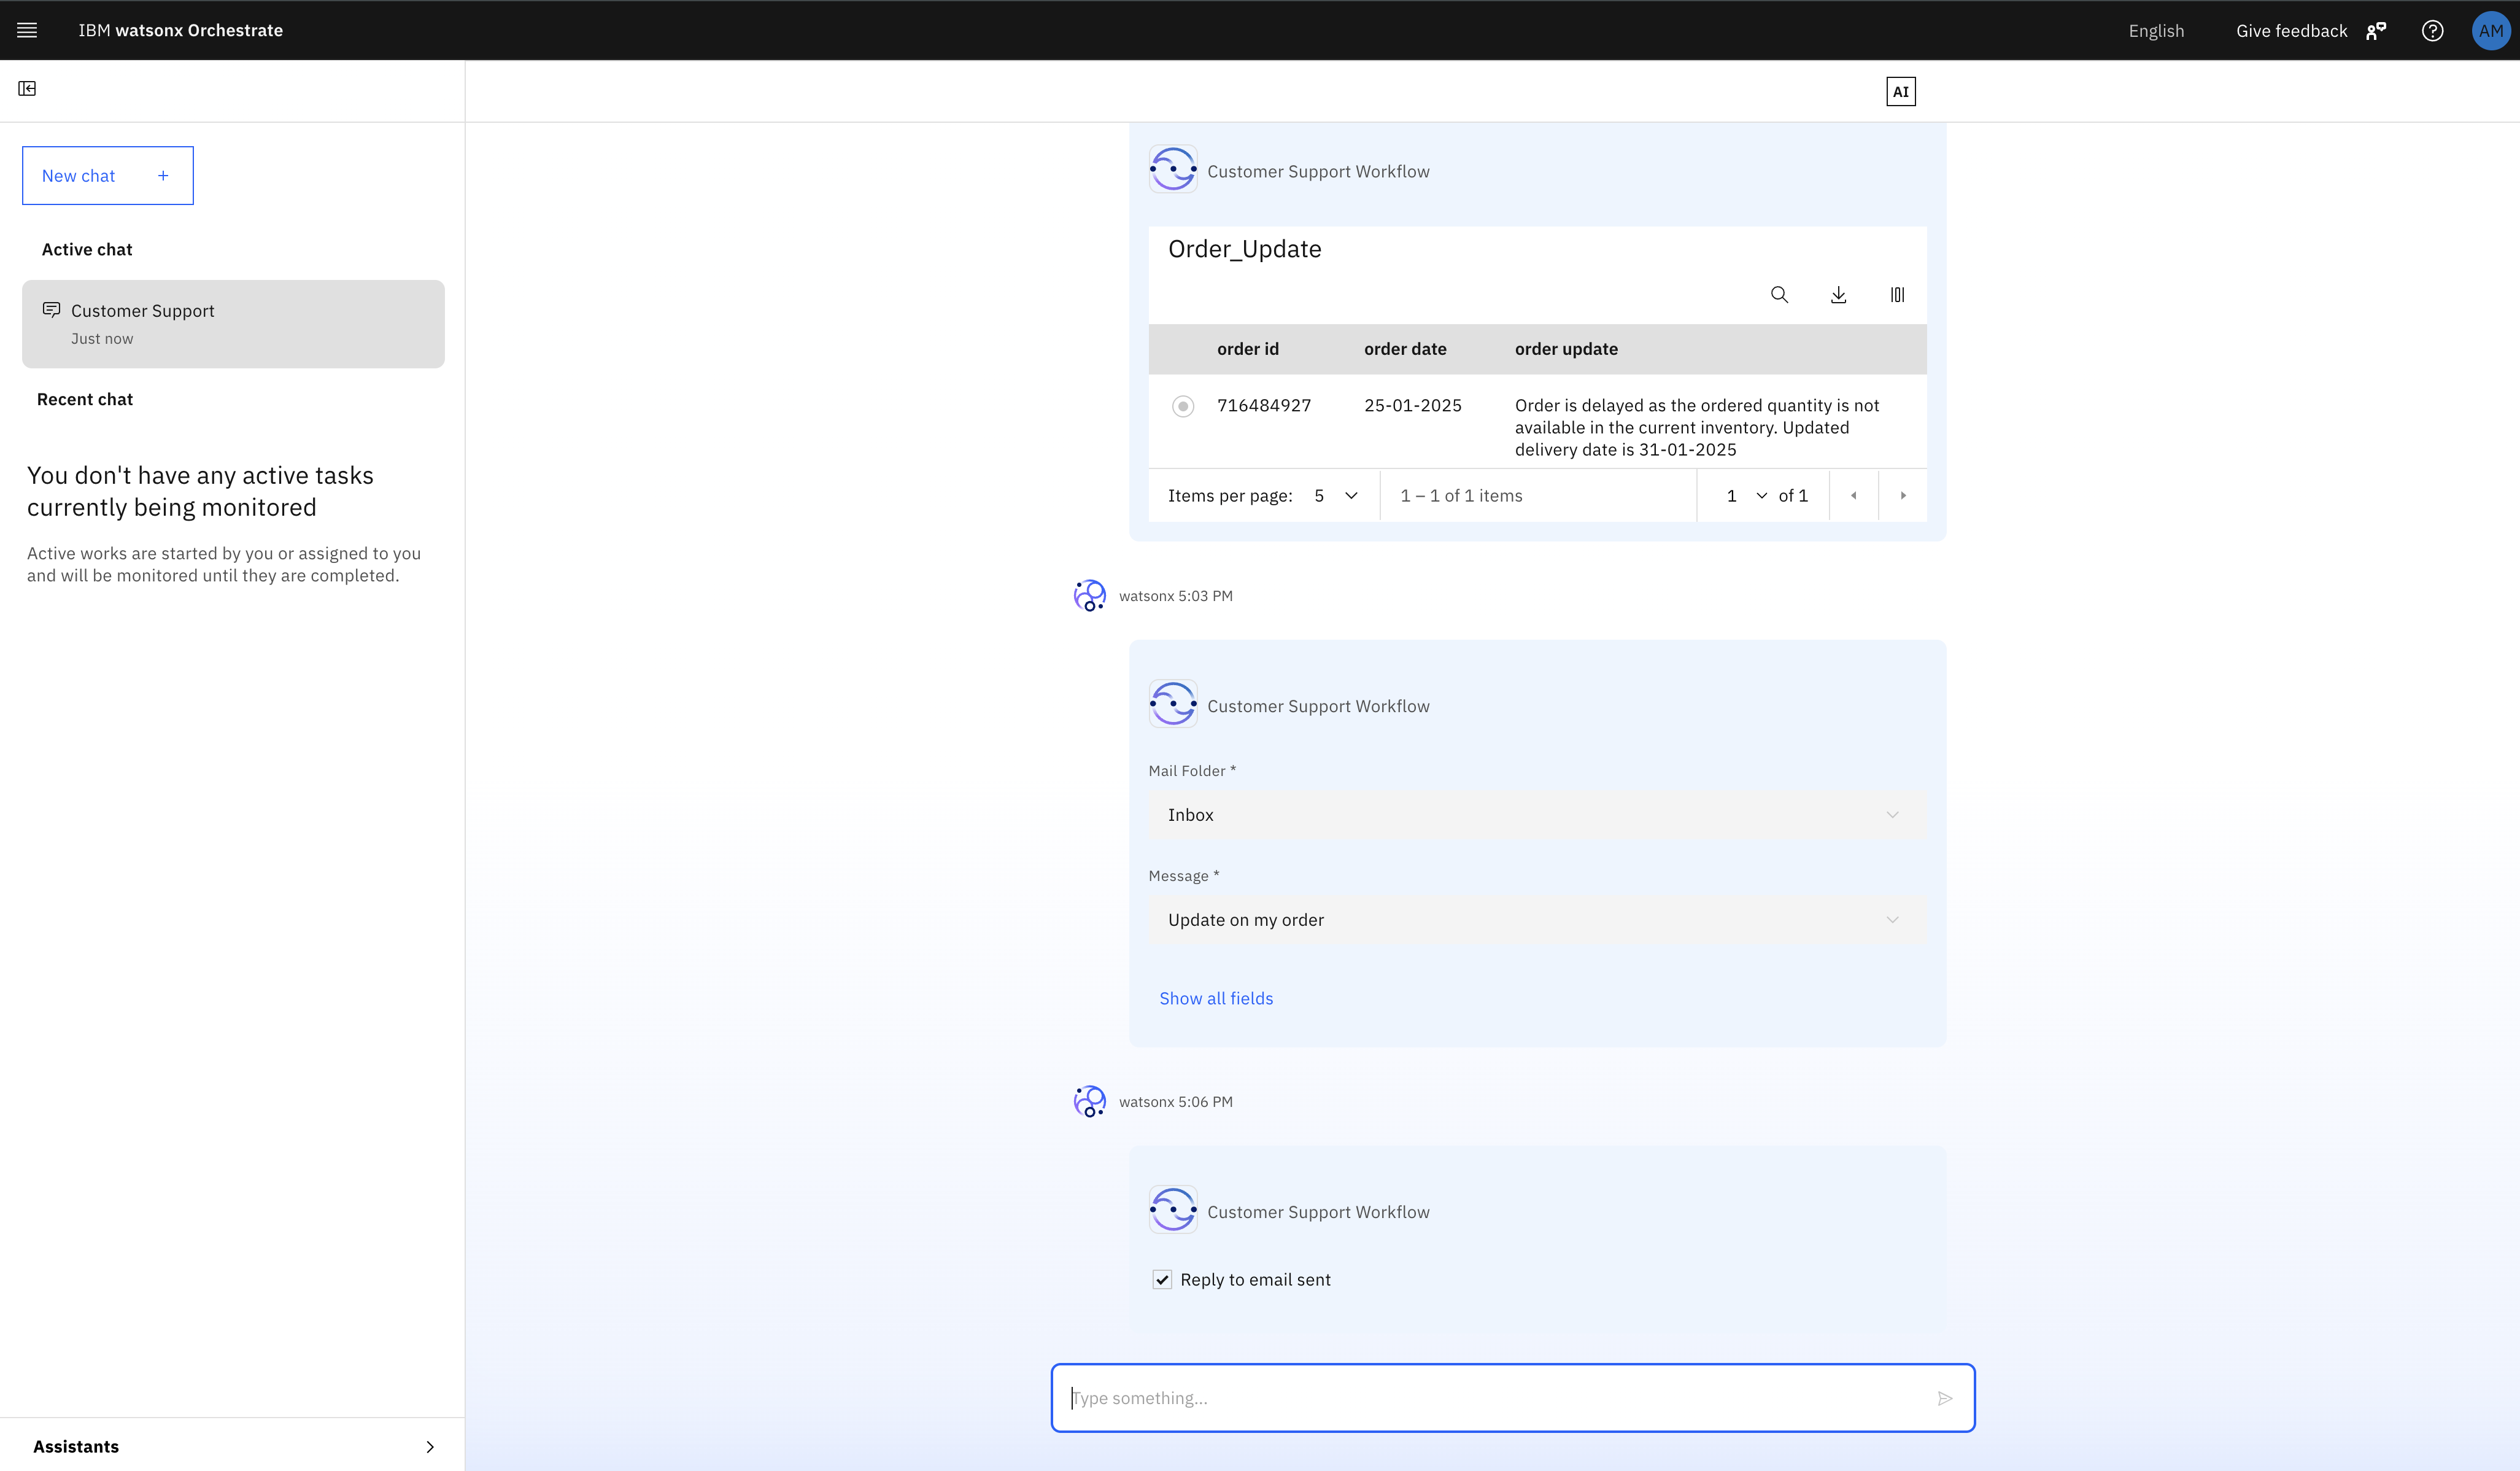 IBM watsonx Orchestrate
English
Give feedback
AM
AI
New chat +
Active chat
Customer Support
Just now
Recent chat
You don't have any active tasks
currently being monitored
Active works are started by you or assigned to you
and will be monitored until they are completed.
Assistants
Customer Support Workflow
Order_Update
order id order date order update
716484927 25-01-2025 Order is delayed as the ordered quantity is not
available in the current inventory. Updated
delivery date is 31-01-2025
Items per page: 5 1 – 1 of 1 items 1 of 1
watsonx 5:03 PM
Customer Support Workflow
Mail Folder *
Inbox
Message *
Update on my order
Show all fields
watsonx 5:06 PM
Customer Support Workflow
Reply to email sent
Type something...